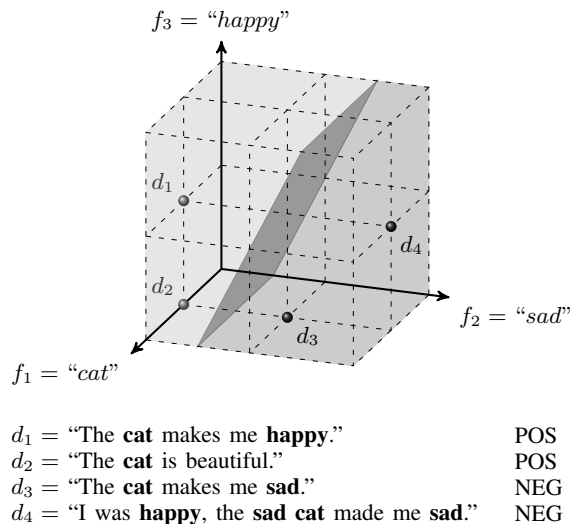 f₃ = “happy”
d₁
d₄
d₂
f₂ = “sad”
d₃
f₁ = “cat”
d₁ = “The cat makes me happy.” POS
d₂ = “The cat is beautiful.” POS
d₃ = “The cat makes me sad.” NEG
d₄ = “I was happy, the sad cat made me sad.” NEG